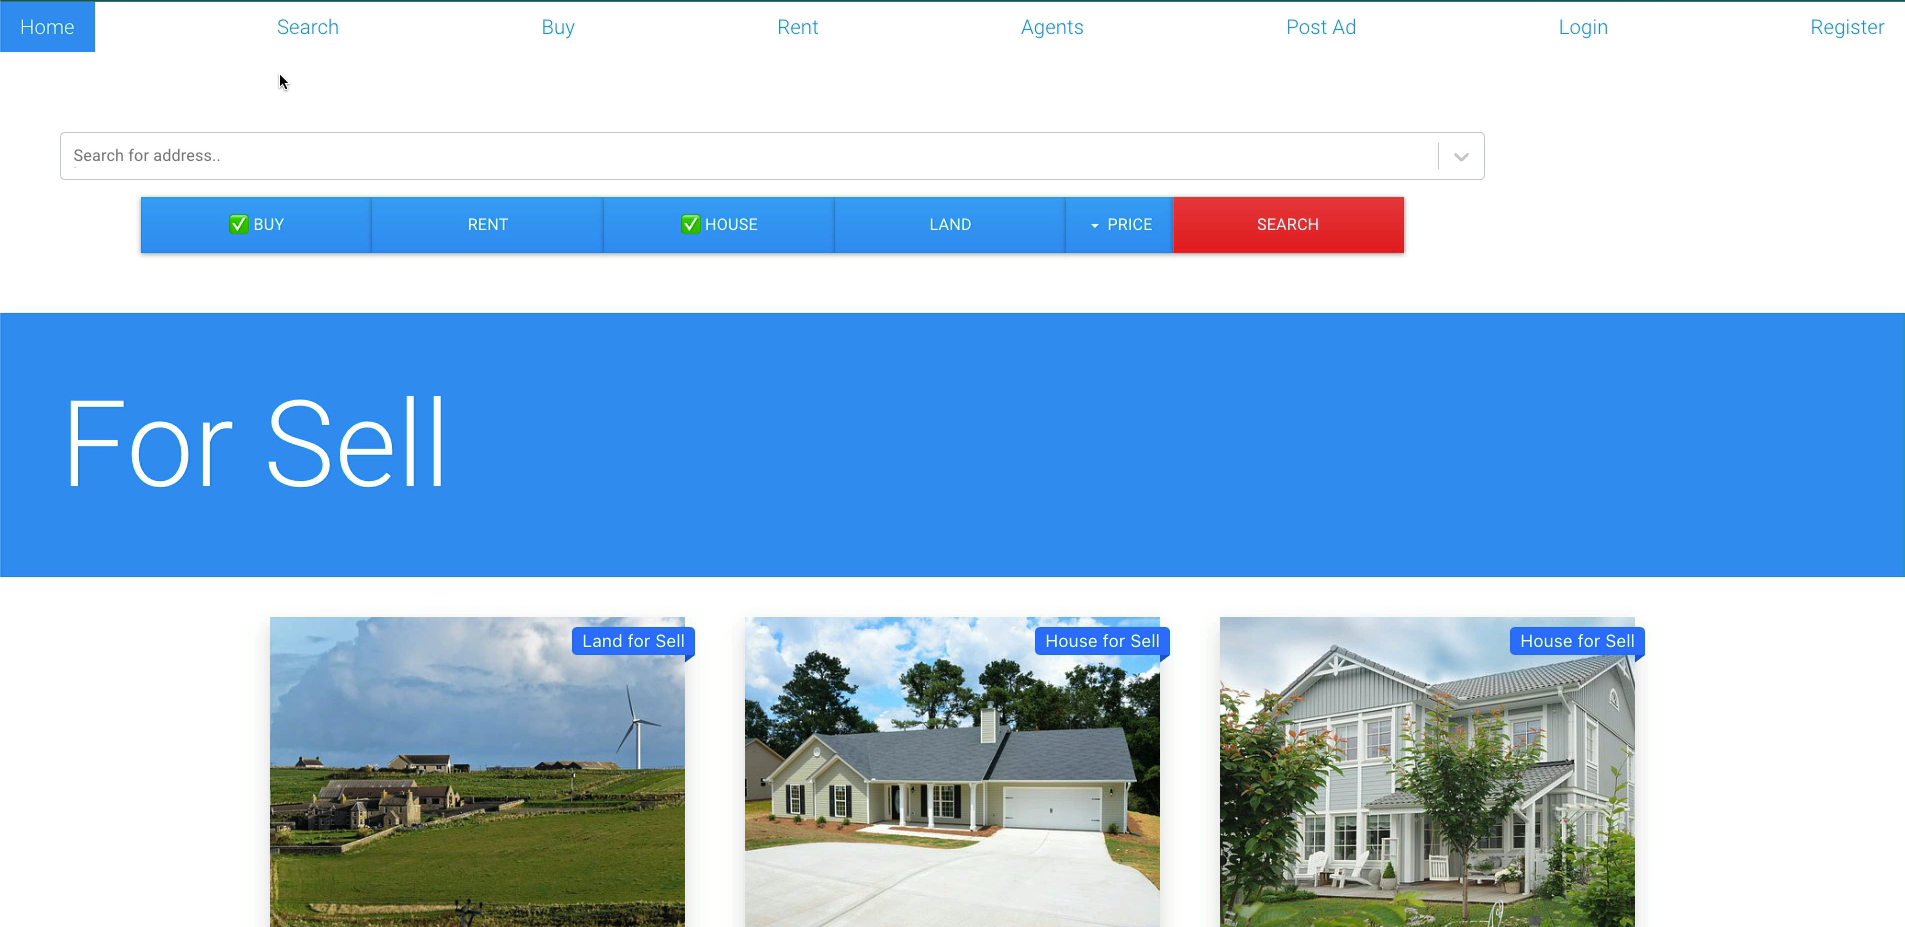 Home Search Buy Rent Agents Post Ad Login Register
Search for address..
✅ BUY RENT ✅ HOUSE LAND PRICE SEARCH
For Sell
Land for Sell House for Sell House for Sell